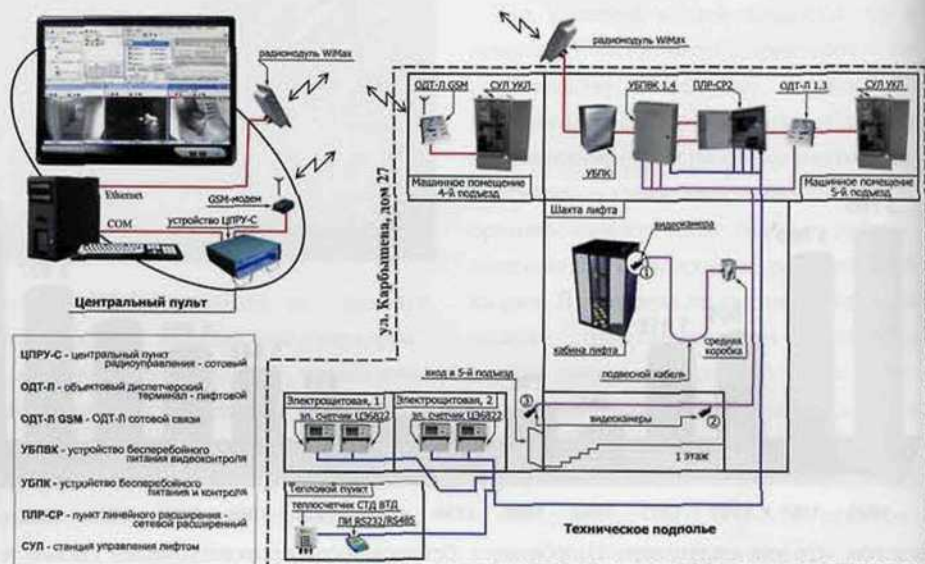 радиомодуль WiMax
Ethernet
GSM-модем
COM
устройство ЦПРУ-С
Центральный пульт
ЦПРУ-С - центральный пункт
радиоуправления - сотовый
ОДТ-Л - объектовый диспетчерский
терминал - лифтовой
ОДТ-Л GSM - ОДТ-Л сотовой связи
УБПВК - устройство бесперебойного
питания видеоконтроля
УБПК - устройство бесперебойного
питания и контроля
ПЛР-СР - пункт линейного расширения -
сетевой расширенный
СУЛ - станция управления лифтом
ул. Карбышева, дом 27
радиомодуль WiMax
ОДТ-Л GSM
СУЛ УКЛ
УБПВК 1.4
ПЛР-СР2
ОДТ-Л 1.3
СУЛ УКЛ
УБПК
Машинное помещение
4-й подъезд
Машинное помещение
5-й подъезд
Шахта лифта
видеокамера
1
средняя
коробка
кабина лифта
подвесной кабель
вход в 5-й подъезд
Электрощитовая, 1
Электрощитовая, 2
эл. счетчик ЦЭ6822
эл. счетчик ЦЭ6822
3
видеокамеры
2
1 этаж
Тепловой пункт
теплосчетчик СТД ВТД
ПИ RS232/RS485
Техническое подполье